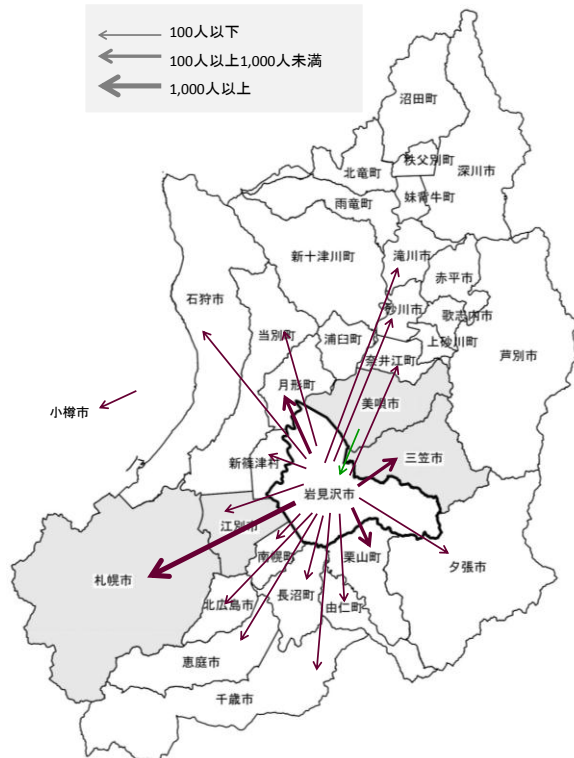 100人以下
100人以上1,000人未満
1,000人以上
沼田町
秩父別町
北竜町
深川市
妹背牛町
雨竜町
新十津川町
滝川市
赤平市
石狩市
砂川市
歌志内市
当別町
浦臼町
上砂川町
芦別市
奈井江町
月形町
美唄市
小樽市
三笠市
新篠津村
岩見沢市
江別市
南幌町
栗山町
夕張市
札幌市
長沼町
北広島市
由仁町
恵庭市
千歳市